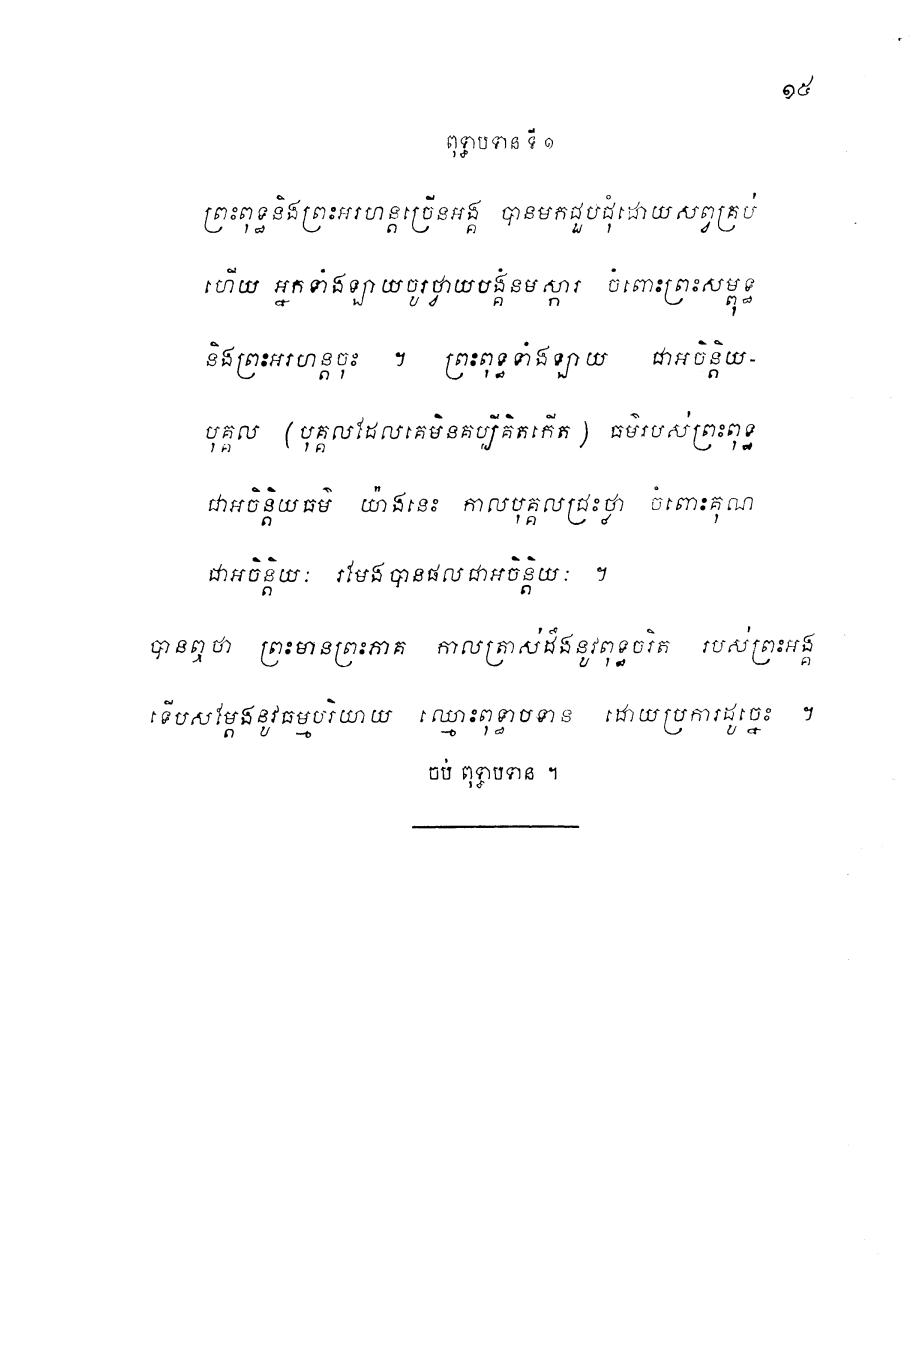 ១៥
ពុទ្ធាបទាន ទី ១
ព្រះពុទ្ធនិងព្រះអរហន្តច្រើនអង្គ បានមកជួបជុំដោយសព្វគ្រប់
ហើយ អ្នកទាំងឡាយចូរថ្វាយបង្គំនមស្ការ ចំពោះព្រះសម្ពុទ្ធ
និងព្រះអរហន្តចុះ ។ ព្រះពុទ្ធទាំងឡាយ ជាអចិន្តិយ-
បុគ្គល (បុគ្គលដែលគេមិនគប្បីគិតកើត) ធម៌របស់ព្រះពុទ្ធ
ជាអចិន្តិយធម៌ យ៉ាងនេះ កាលបុគ្គលជ្រះថ្លា ចំពោះគុណ
ជាអចិន្តិយៈ រមែងបានផលជាអចិន្តិយៈ ។
បានឮថា ព្រះមានព្រះភាគ កាលត្រាស់ដឹងនូវពុទ្ធចរិត របស់ព្រះអង្គ
ទើបសម្តែងនូវធម្មបរិយាយ ឈ្មោះពុទ្ធាបទាន ដោយប្រការដូច្នេះ ។
ចប់ ពុទ្ធាបទាន ។